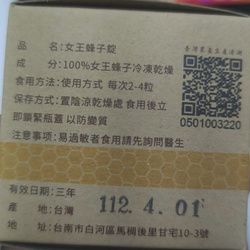 品　名:女王蜂子錠
成　分:100%女王蜂子冷凍乾燥
食用方法:使用方式 每次2-4粒
保存方式:置陰涼乾燥處 食用後立
即鎖緊瓶蓋 以防變質
注意事項:易過敏者食用請先詢問醫生
0501003220
有效日期:三年
112.4.01
產　地:台灣
地　址:台南市白河區馬稠後里甘宅10-3號